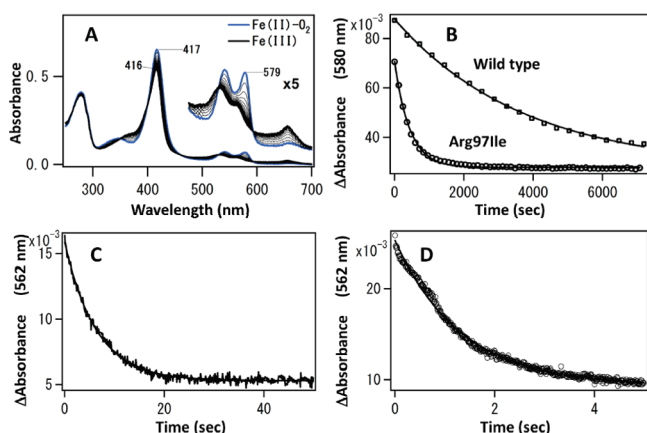 A
Fe(II)-O2
Fe(III)
417
416
579
x5
0.5
0.0
Absorbance
300 400 500 600 700
Wavelength (nm)
x10-3
B
80
60
40
Wild type
Arg97Ile
ΔAbsorbance (580 nm)
0 2000 4000 6000
Time (sec)
x10-3
C
15
10
5
ΔAbsorbance (562 nm)
0 20 40
Time (sec)
x10-3
D
20
10
ΔAbsorbance (562 nm)
0 2 4
Time (sec)